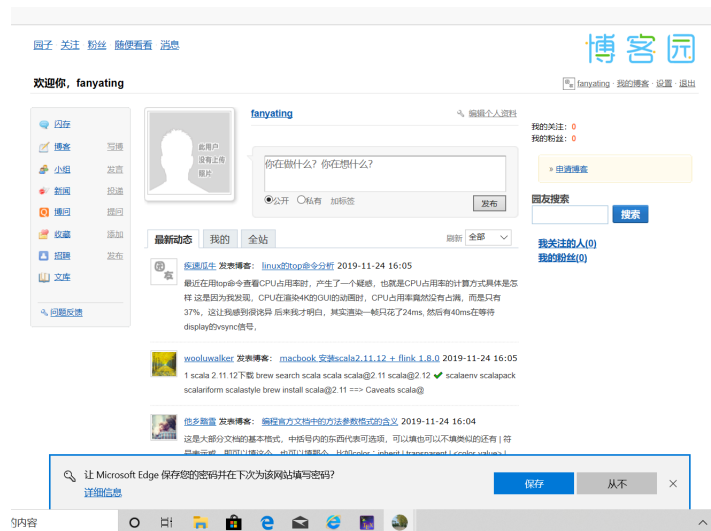 园子 关注 粉丝 随便看看 消息
博客园
欢迎你，fanyating
fanyating · 我的博客 · 设置 · 退出
闪存
博客 写博
小组 发言
新闻 投递
博问 提问
收藏 添加
招聘 发布
文库
问题反馈
此用户
没有上传
照片
fanyating
编辑个人资料
你在做什么？你在想什么？
公开 私有 加标签
发布
我的关注：0
我的粉丝：0
» 申请博客
园友搜索
搜索
我关注的人(0)
我的粉丝(0)
最新动态 我的 全站
刷新 全部
疾速瓜牛 发表博客： linux的top命令分析 2019-11-24 16:05
最近在用top命令查看CPU占用率时，产生了一个疑惑，也就是CPU占用率的计算方式具体是怎
样 这是因为我发现，CPU在渲染4K的GUI的动画时，CPU占用率竟然没有占满，而是只有
37%，这让我感到很诧异 后来我才明白，其实渲染一帧只花了24ms, 然后有40ms在等待
display的vsync信号，
wooluwalker 发表博客： macbook 安装scala2.11.12 + flink 1.8.0 2019-11-24 16:05
1 scala 2.11.12下载 brew search scala scala scala@2.11 scala@2.12 ✔ scalaenv scalapack
scalariform scalastyle brew install scala@2.11 ==> Caveats scala@
他乡踏雪 发表博客： 编程官方文档中的方法参数格式的含义 2019-11-24 16:04
这是大部分文档的基本格式，中括号内的东西代表可选项，可以填也可以不填类似的还有 | 符
让 Microsoft Edge 保存您的密码并在下次为该网站填写密码？
详细信息
保存 从不
的内容